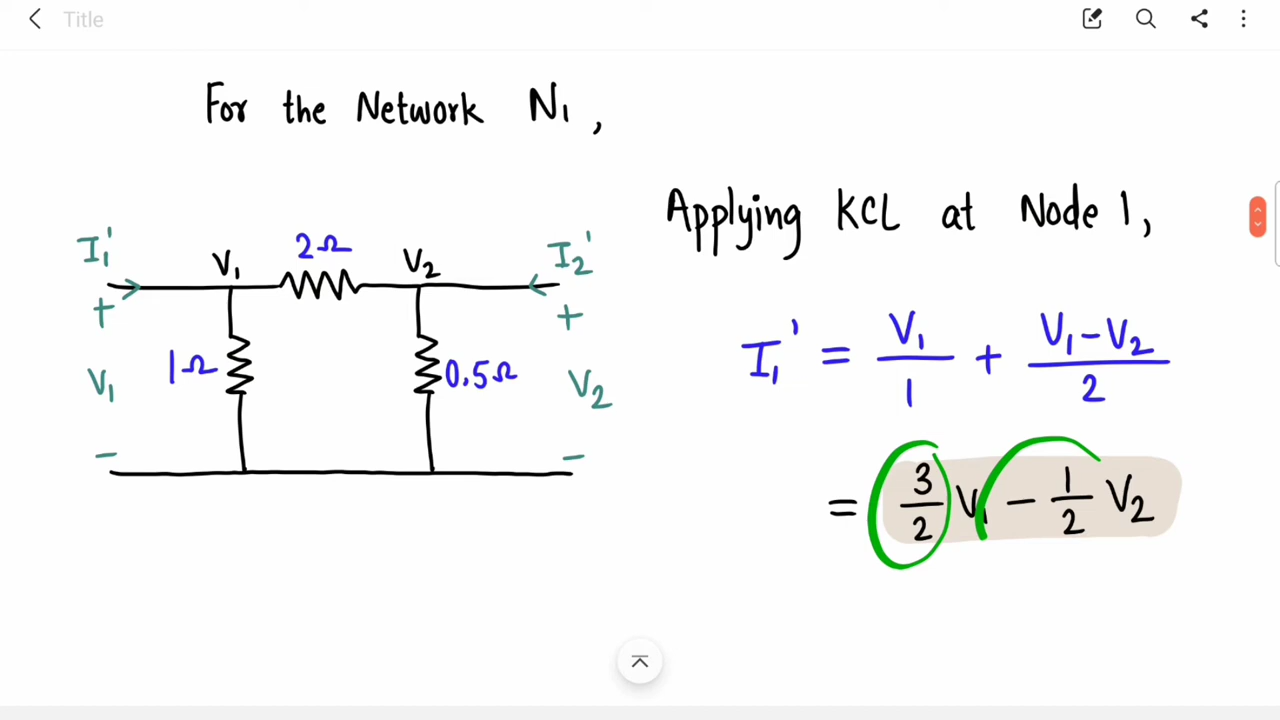 Title
For the Network N1,
Applying KCL at Node 1,
I1' I2'
V1 2Ω V2
+ +
V1 1Ω 0.5Ω V2
- -
I1' = V1/1 + (V1-V2)/2
= 3/2 V1 - 1/2 V2